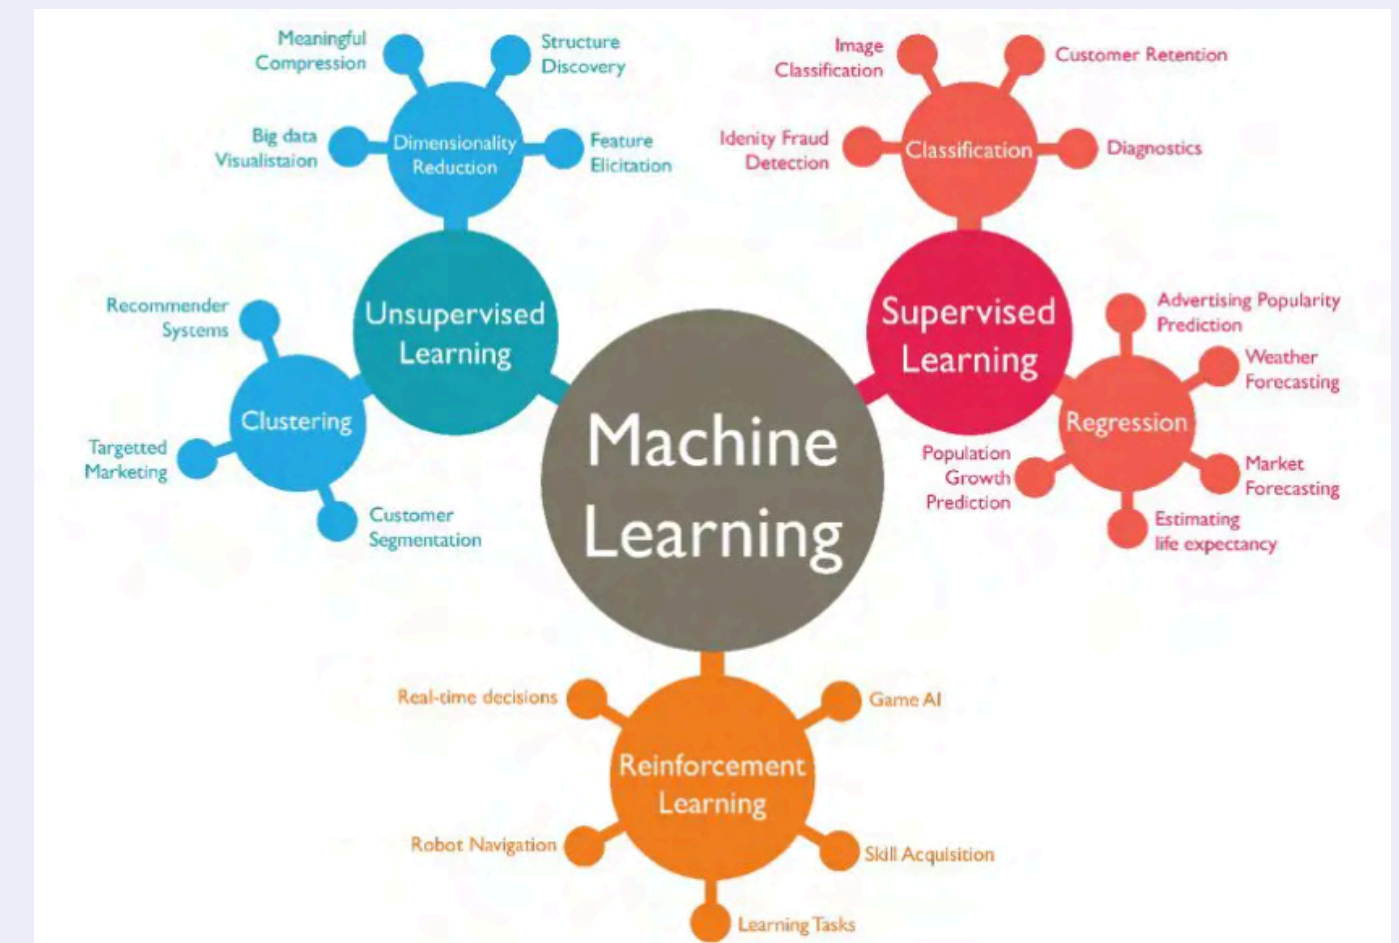 Meaningful
Compression
Structure
Discovery
Big data
Visualistaion
Dimensionality
Reduction
Feature
Elicitation
Image
Classification
Customer Retention
Idenity Fraud
Detection
Classification
Diagnostics
Unsupervised
Learning
Recommender
Systems
Clustering
Targetted
Marketing
Customer
Segmentation
Machine
Learning
Supervised
Learning
Advertising Popularity
Prediction
Weather
Forecasting
Regression
Population
Growth
Prediction
Market
Forecasting
Estimating
life expectancy
Real-time decisions
Game AI
Reinforcement
Learning
Robot Navigation
Skill Acquisition
Learning Tasks